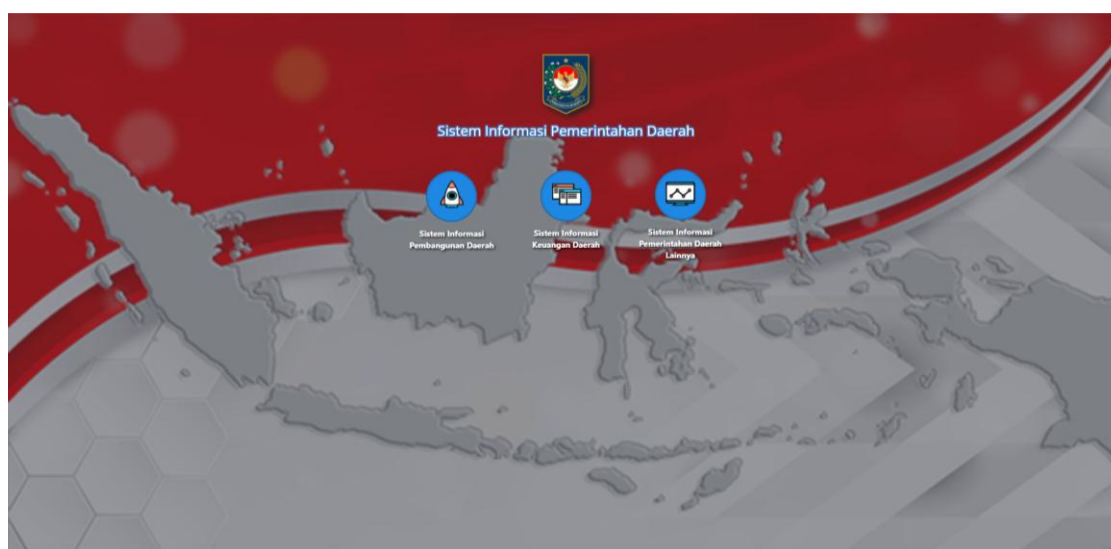 Sistem Informasi Pemerintahan Daerah
Sistem Informasi
Pembangunan Daerah
Sistem Informasi
Keuangan Daerah
Sistem Informasi
Pemerintahan Daerah
Lainnya